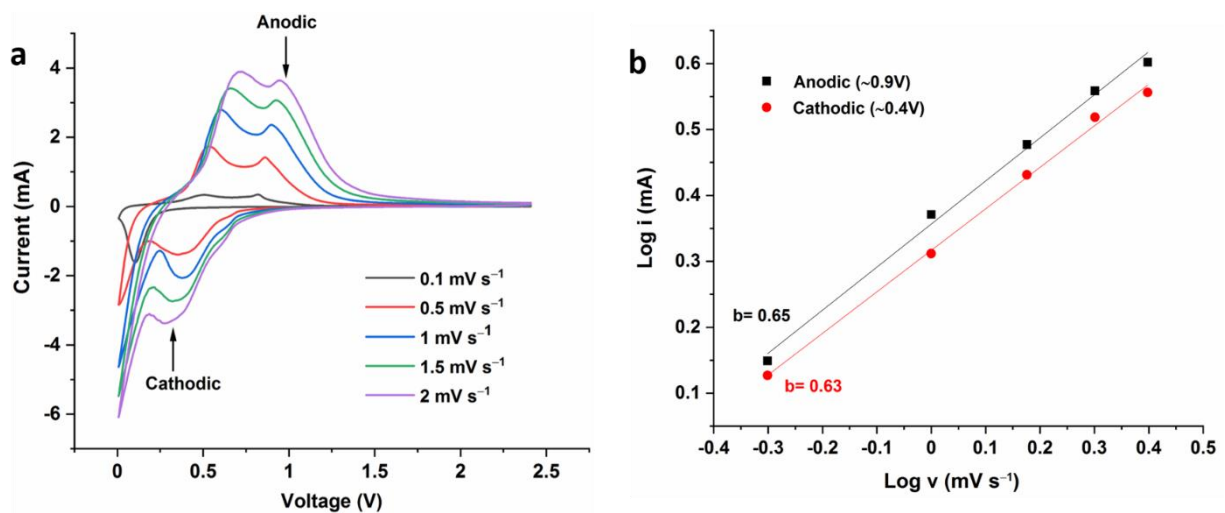 a
Anodic
Current (mA)
4
2
0
-2
-4
-6
0.1 mV s⁻¹
0.5 mV s⁻¹
1 mV s⁻¹
1.5 mV s⁻¹
2 mV s⁻¹
Cathodic
0 0.5 1 1.5 2 2.5
Voltage (V)
b
Anodic (~0.9V)
Cathodic (~0.4V)
Log i (mA)
0.6
0.5
0.4
0.3
0.2
0.1
b= 0.65
b= 0.63
-0.4 -0.3 -0.2 -0.1 0 0.1 0.2 0.3 0.4 0.5
Log v (mV s⁻¹)